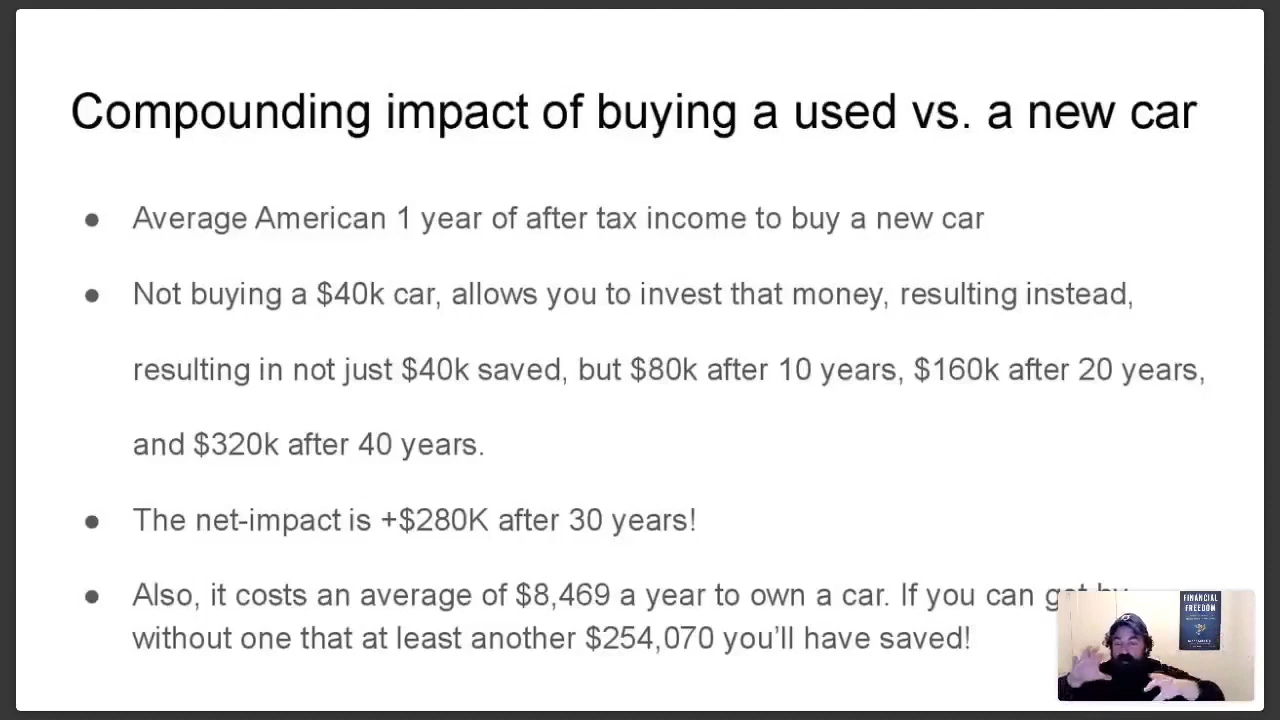 Compounding impact of buying a used vs. a new car
● Average American 1 year of after tax income to buy a new car
● Not buying a $40k car, allows you to invest that money, resulting instead,
resulting in not just $40k saved, but $80k after 10 years, $160k after 20 years,
and $320k after 40 years.
● The net-impact is +$280K after 30 years!
● Also, it costs an average of $8,469 a year to own a car. If you can get by
without one that at least another $254,070 you'll have saved!
FINANCIAL
FREEDOM